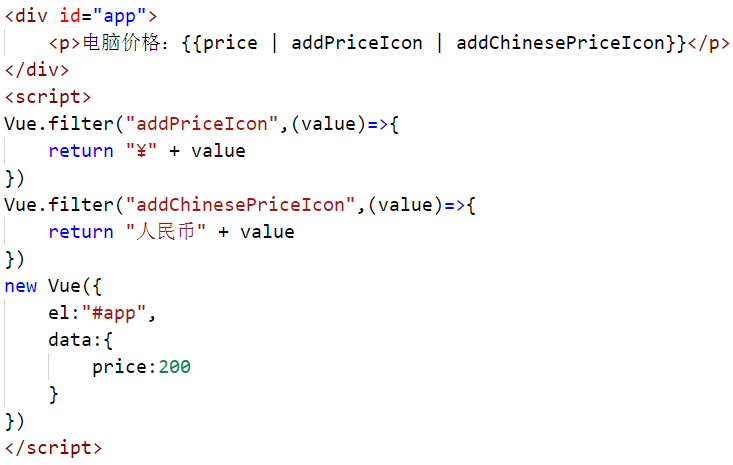 <div id="app">
    <p>电脑价格：{{price | addPriceIcon | addChinesePriceIcon}}</p>
</div>
<script>
Vue.filter("addPriceIcon",(value)=>{
    return "¥" + value
})
Vue.filter("addChinesePriceIcon",(value)=>{
    return "人民币" + value
})
new Vue({
    el:"#app",
    data:{
        price:200
    }
})
</script>